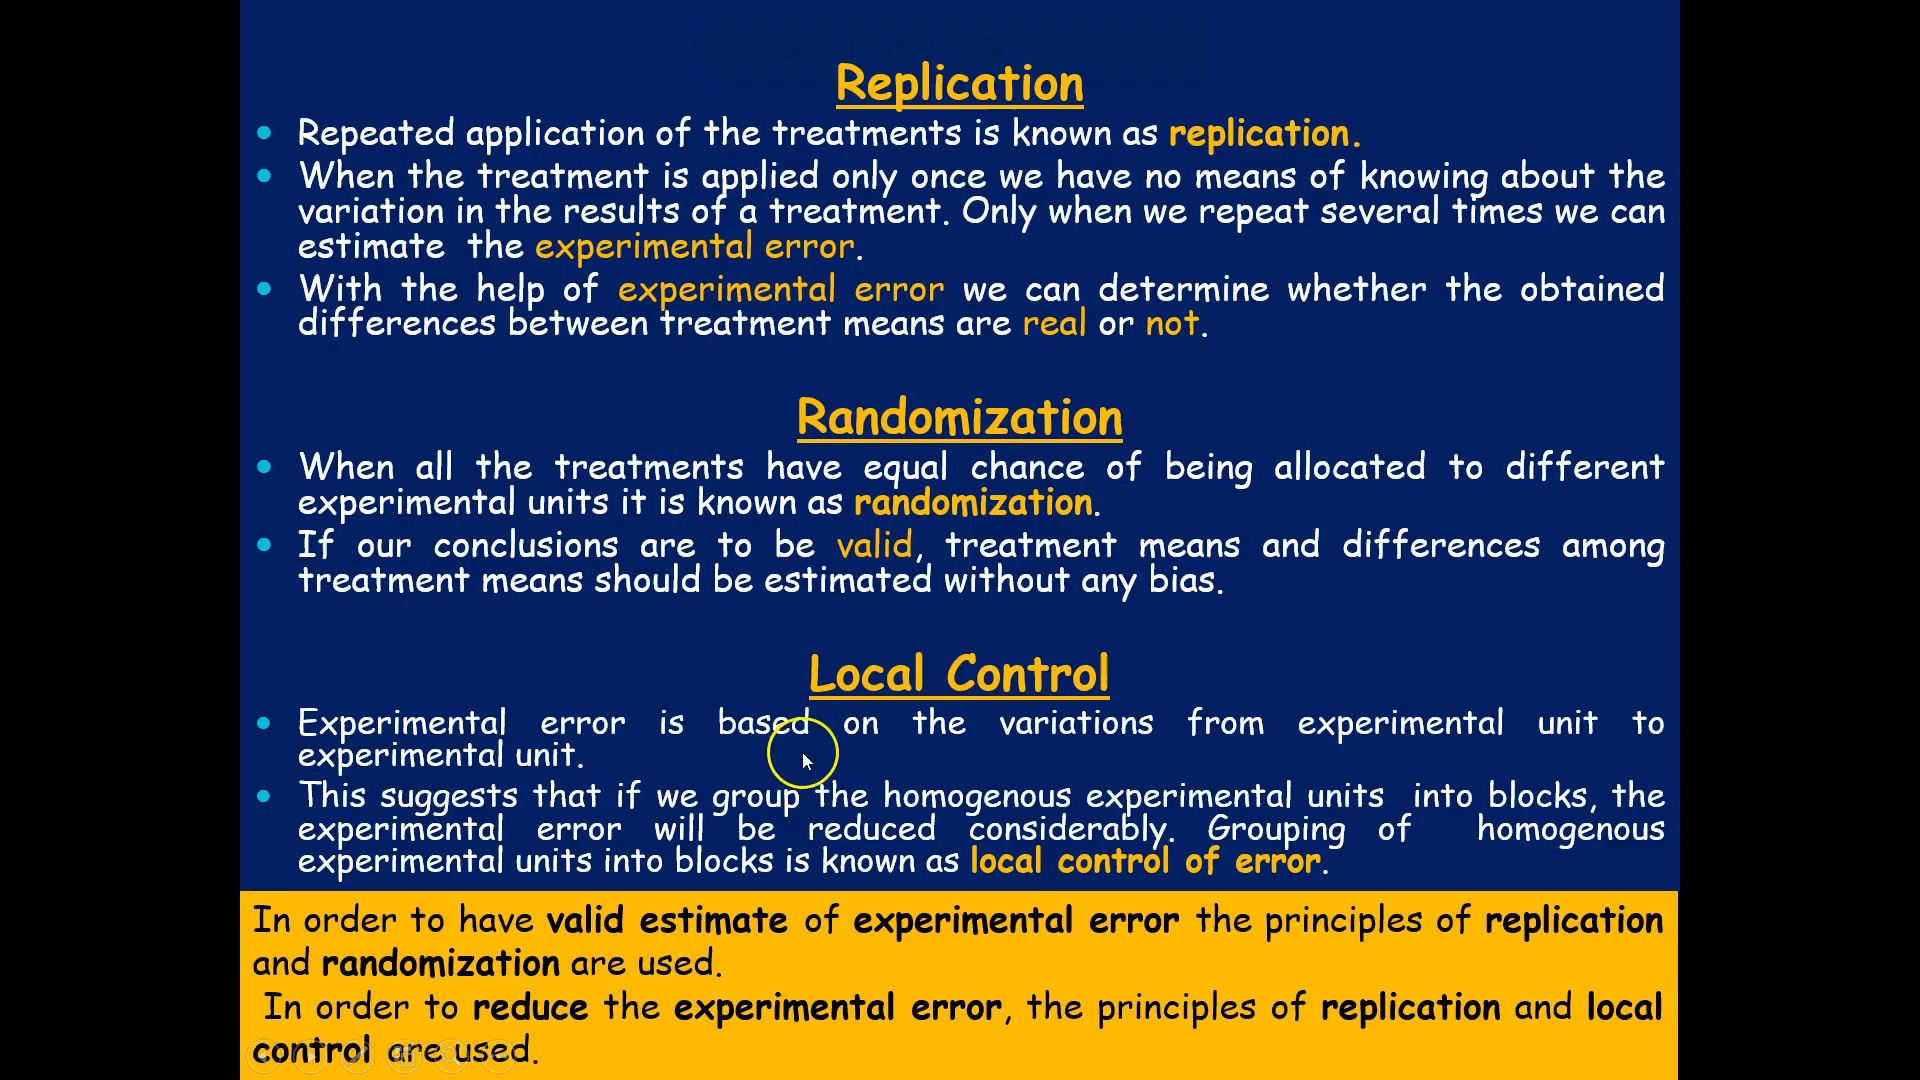 Replication
Repeated application of the treatments is known as replication.
When the treatment is applied only once we have no means of knowing about the
variation in the results of a treatment. Only when we repeat several times we can
estimate the experimental error.
With the help of experimental error we can determine whether the obtained
differences between treatment means are real or not.
Randomization
When all the treatments have equal chance of being allocated to different
experimental units it is known as randomization.
If our conclusions are to be valid, treatment means and differences among
treatment means should be estimated without any bias.
Local Control
Experimental error is based on the variations from experimental unit to
experimental unit.
This suggests that if we group the homogenous experimental units into blocks, the
experimental error will be reduced considerably. Grouping of homogenous
experimental units into blocks is known as local control of error.
In order to have valid estimate of experimental error the principles of replication
and randomization are used.
In order to reduce the experimental error, the principles of replication and local
control are used.